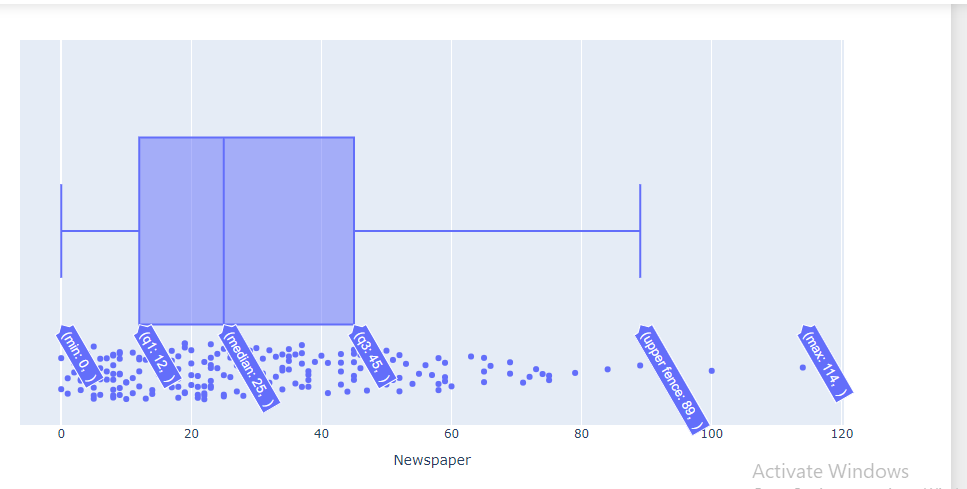 (min: 0, )
(q1: 12, )
(median: 25, )
(q3: 45, )
(upper fence: 89, )
(max: 114, )
0 20 40 60 80 100 120
Newspaper
Activate Windows